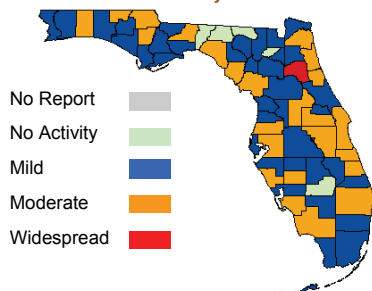 No Report
No Activity
Mild
Moderate
Widespread